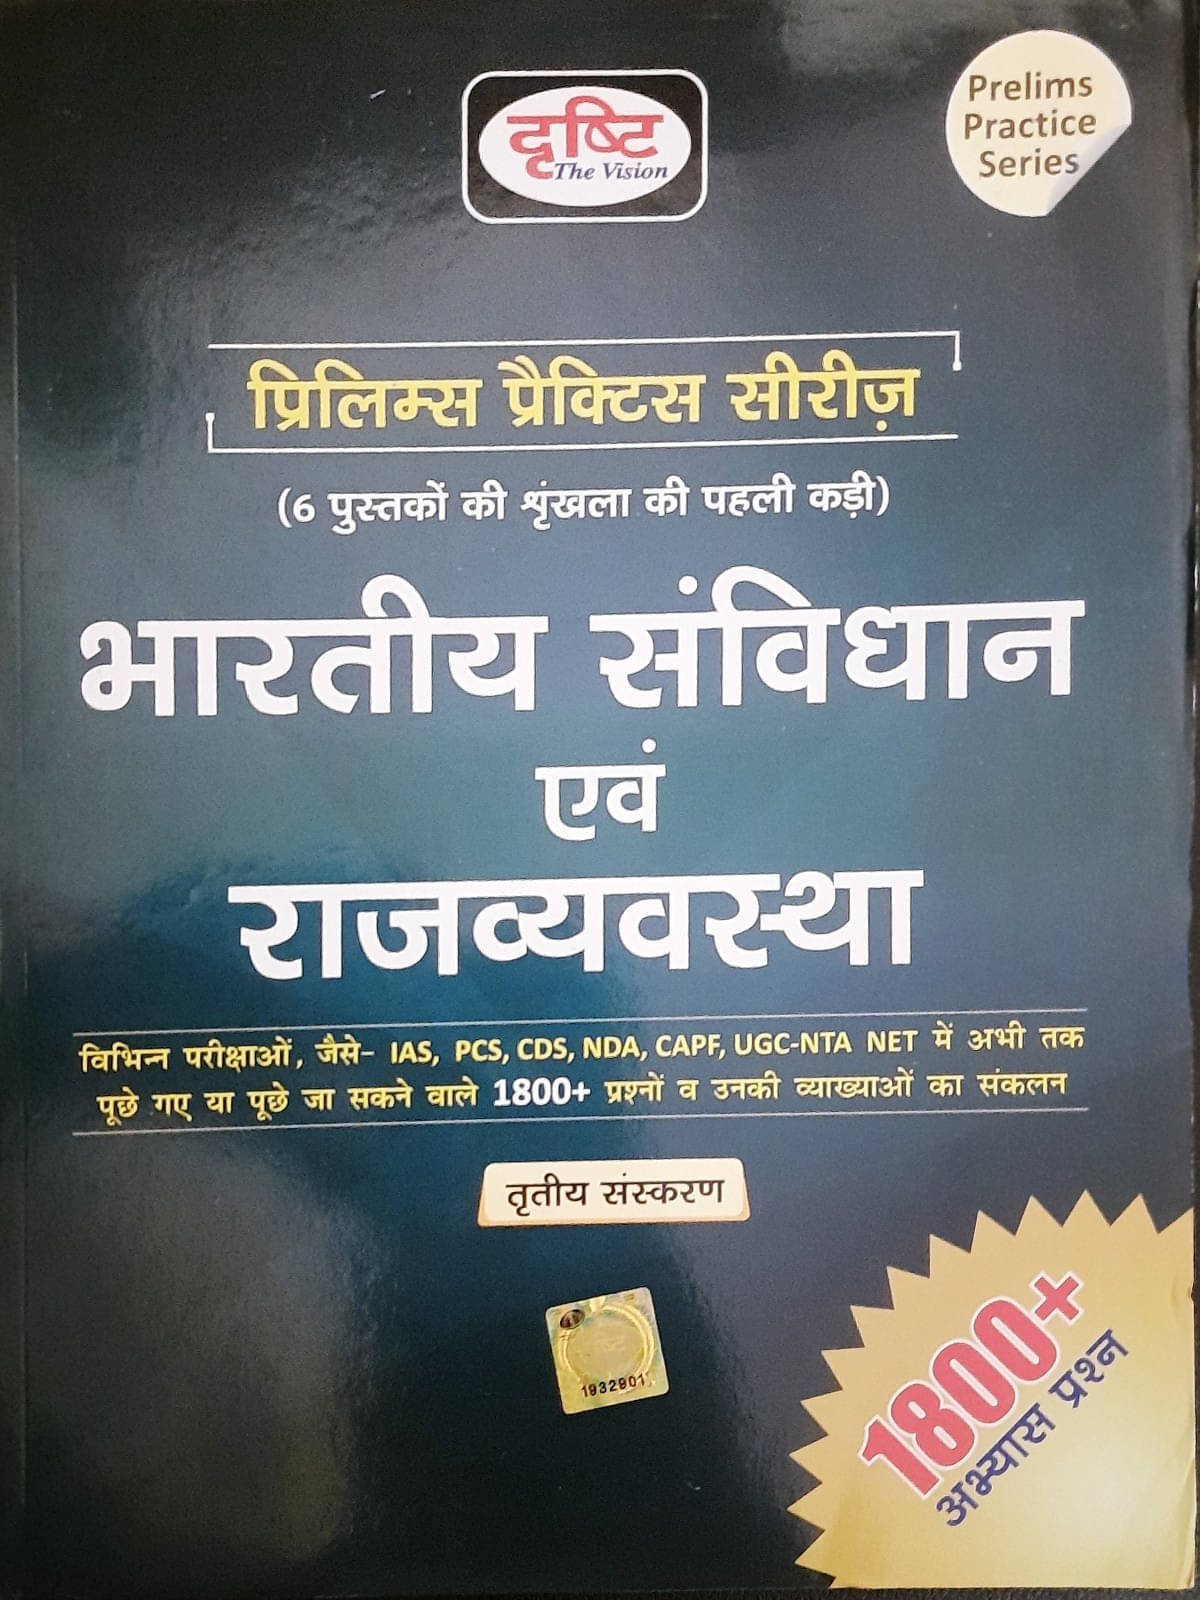 दृष्टि
The Vision
Prelims
Practice
Series
प्रिलिम्स प्रैक्टिस सीरीज़
(6 पुस्तकों की शृंखला की पहली कड़ी)
भारतीय संविधान
एवं
राजव्यवस्था
विभिन्न परीक्षाओं, जैसे- IAS, PCS, CDS, NDA, CAPF, UGC-NTA NET में अभी तक
पूछे गए या पूछे जा सकने वाले 1800+ प्रश्नों व उनकी व्याख्याओं का संकलन
तृतीय संस्करण
1800+
अभ्यास प्रश्न